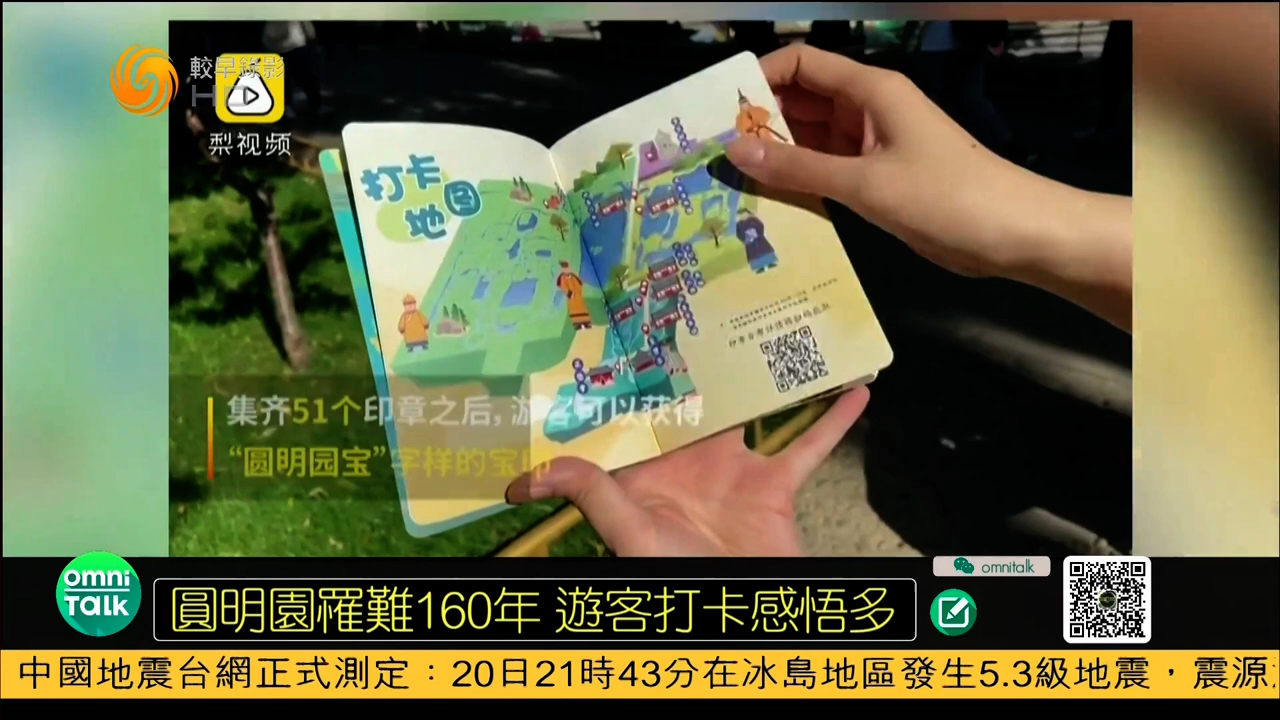 較早錄影
梨视频
打卡
地图
集齐51个印章之后,游客可以获得
“圆明园宝”字样的宝印
omni
Talk
omnitalk
圓明園罹難160年 遊客打卡感悟多
中國地震台網正式測定：20日21時43分在冰島地區發生5.3級地震，震源